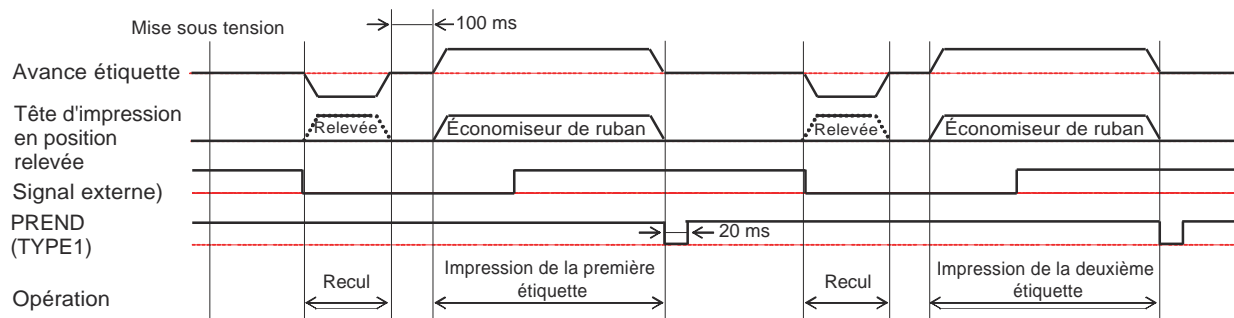 Mise sous tension
100 ms
Avance étiquette
Tête d'impression
en position
relevée
Relevée
Économiseur de ruban
Relevée
Économiseur de ruban
Signal externe)
PREND
(TYPE1)
20 ms
Opération
Recul
Impression de la première
étiquette
Recul
Impression de la deuxième
étiquette